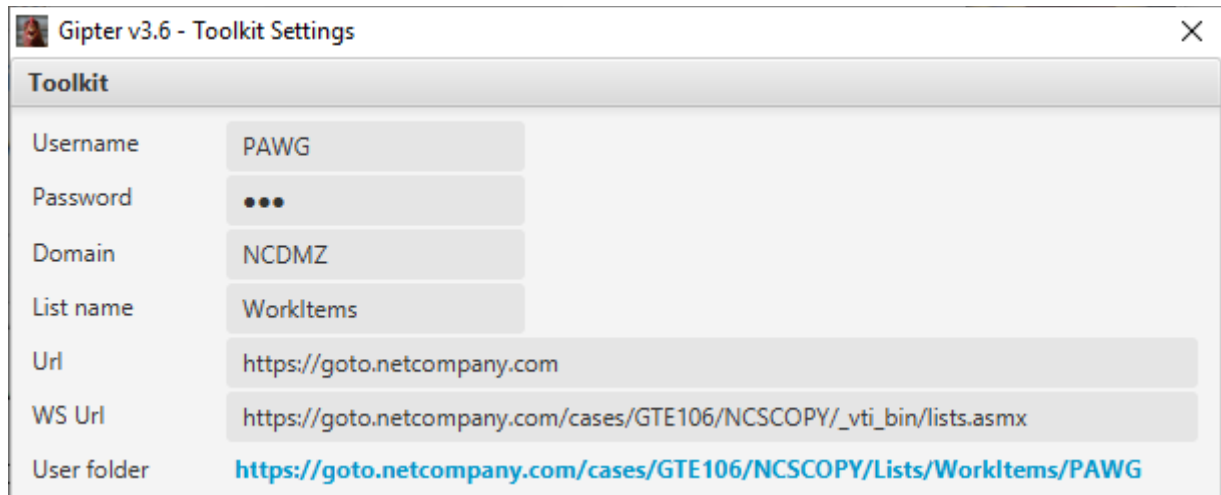 Gipter v3.6 - Toolkit Settings
Toolkit
Username PAWG
Password •••
Domain NCDMZ
List name WorkItems
Url https://goto.netcompany.com
WS Url https://goto.netcompany.com/cases/GTE106/NCSCOPY/_vti_bin/lists.asmx
User folder https://goto.netcompany.com/cases/GTE106/NCSCOPY/Lists/WorkItems/PAWG